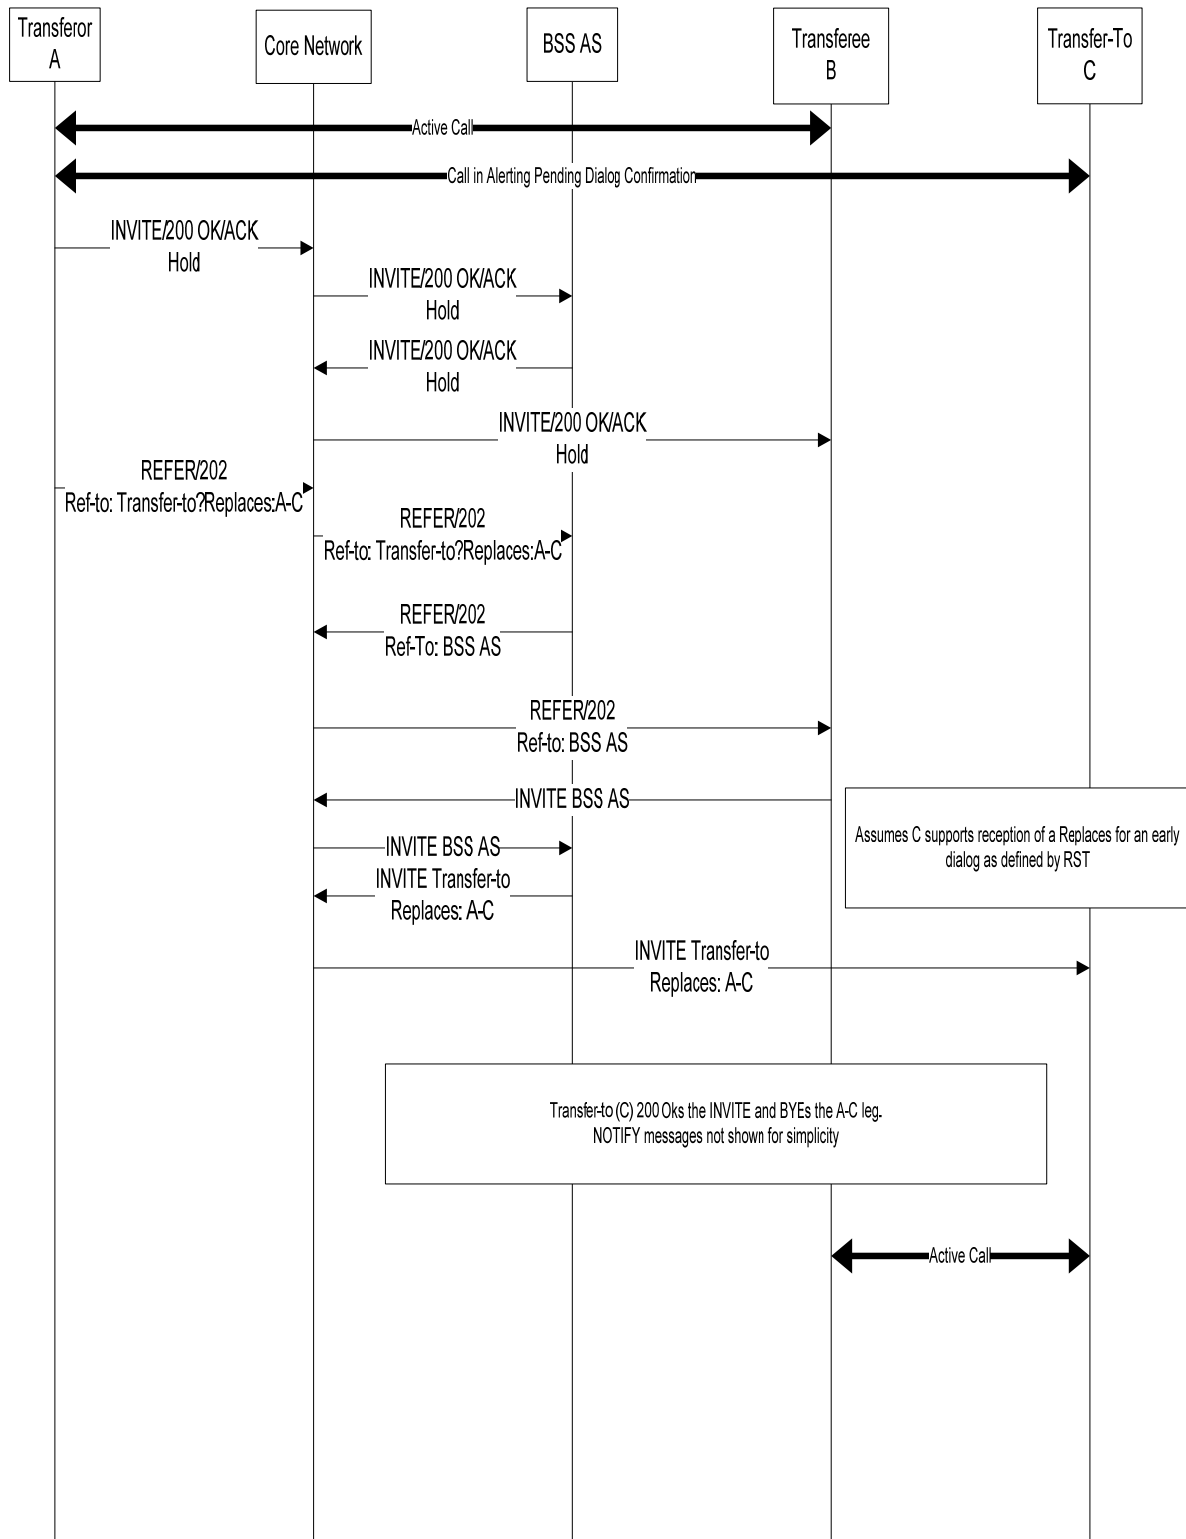 Transferor
A
Core Network
BSS AS
Transferee
B
Transfer-To
C
Active Call
Call in Alerting Pending Dialog Confirmation
INVITE/200 OK/ACK
Hold
INVITE/200 OK/ACK
Hold
INVITE/200 OK/ACK
Hold
INVITE/200 OK/ACK
Hold
REFER/202
Ref-to: Transfer-to?Replaces:A-C
REFER/202
Ref-to: Transfer-to?Replaces:A-C
REFER/202
Ref-To: BSS AS
REFER/202
Ref-to: BSS AS
INVITE BSS AS
INVITE BSS AS
INVITE Transfer-to
Replaces: A-C
Assumes C supports reception of a Replaces for an early
dialog as defined by RST
INVITE Transfer-to
Replaces: A-C
Transfer-to (C) 200 Oks the INVITE and BYEs the A-C leg.
NOTIFY messages not shown for simplicity
Active Call